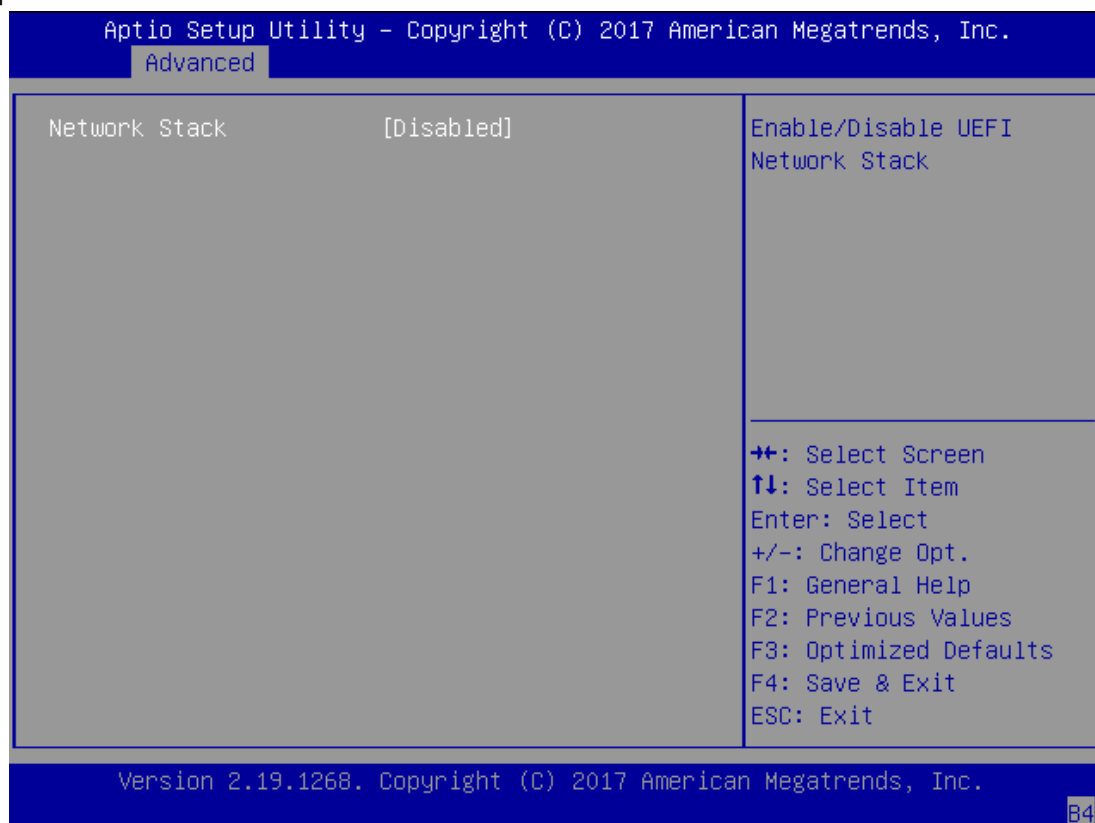 Aptio Setup Utility – Copyright (C) 2017 American Megatrends, Inc.
Advanced
Network Stack [Disabled]
Enable/Disable UEFI
Network Stack
→←: Select Screen
↑↓: Select Item
Enter: Select
+/-: Change Opt.
F1: General Help
F2: Previous Values
F3: Optimized Defaults
F4: Save & Exit
ESC: Exit
Version 2.19.1268. Copyright (C) 2017 American Megatrends, Inc.
B4